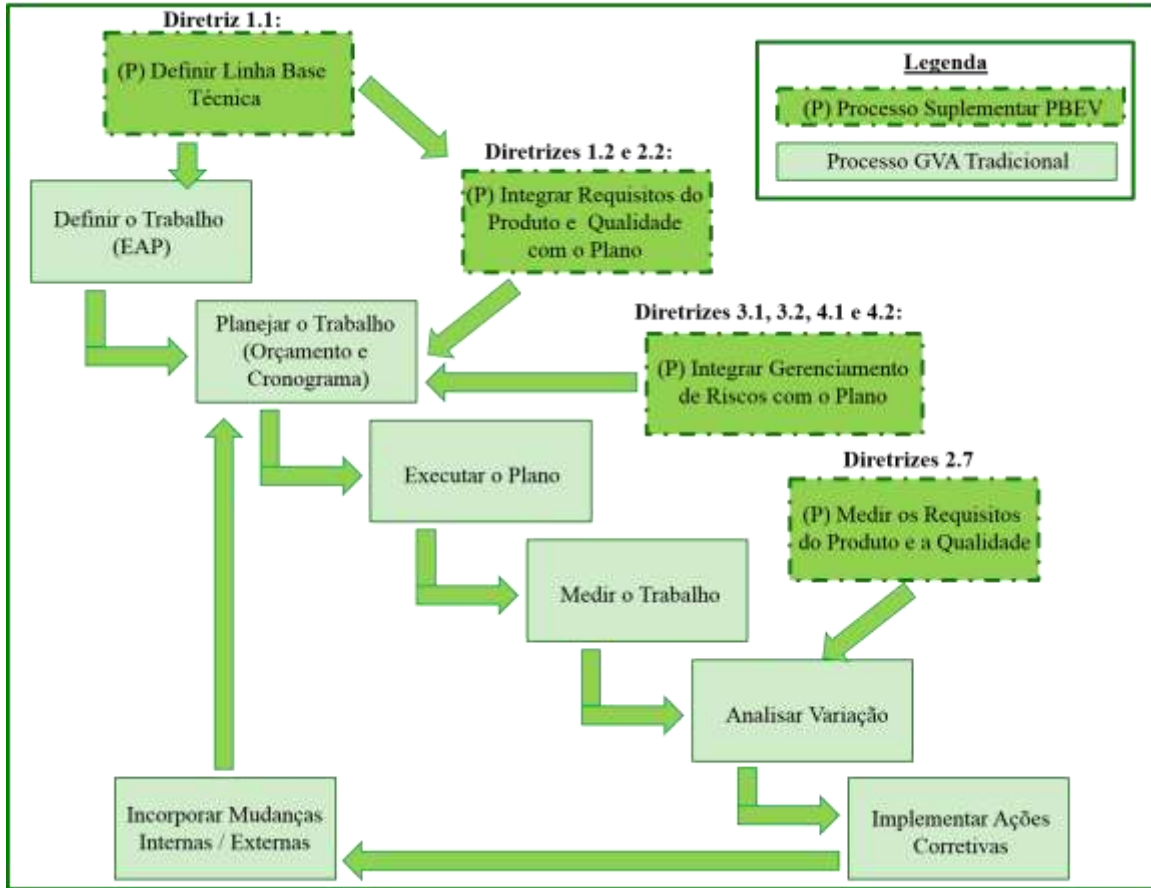 Diretriz 1.1:
(P) Definir Linha Base
Técnica
Legenda
(P) Processo Suplementar PBEV
Processo GVA Tradicional
Diretrizes 1.2 e 2.2:
(P) Integrar Requisitos do
Produto e Qualidade
com o Plano
Definir o Trabalho
(EAP)
Planejar o Trabalho
(Orçamento e
Cronograma)
Diretrizes 3.1, 3.2, 4.1 e 4.2:
(P) Integrar Gerenciamento
de Riscos com o Plano
Executar o Plano
Diretrizes 2.7
(P) Medir os Requisitos
do Produto e a Qualidade
Medir o Trabalho
Analisar Variação
Incorporar Mudanças
Internas / Externas
Implementar Ações
Corretivas